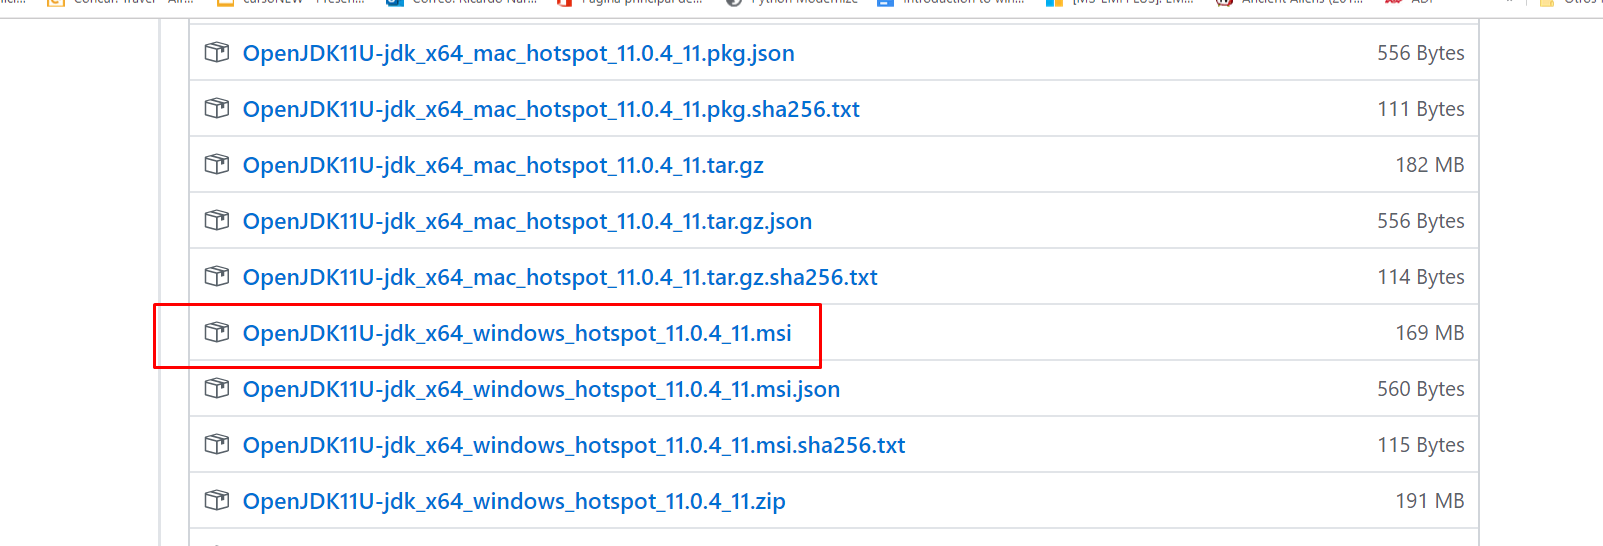 OpenJDK11U-jdk_x64_mac_hotspot_11.0.4_11.pkg.json 556 Bytes
OpenJDK11U-jdk_x64_mac_hotspot_11.0.4_11.pkg.sha256.txt 111 Bytes
OpenJDK11U-jdk_x64_mac_hotspot_11.0.4_11.tar.gz 182 MB
OpenJDK11U-jdk_x64_mac_hotspot_11.0.4_11.tar.gz.json 556 Bytes
OpenJDK11U-jdk_x64_mac_hotspot_11.0.4_11.tar.gz.sha256.txt 114 Bytes
OpenJDK11U-jdk_x64_windows_hotspot_11.0.4_11.msi 169 MB
OpenJDK11U-jdk_x64_windows_hotspot_11.0.4_11.msi.json 560 Bytes
OpenJDK11U-jdk_x64_windows_hotspot_11.0.4_11.msi.sha256.txt 115 Bytes
OpenJDK11U-jdk_x64_windows_hotspot_11.0.4_11.zip 191 MB